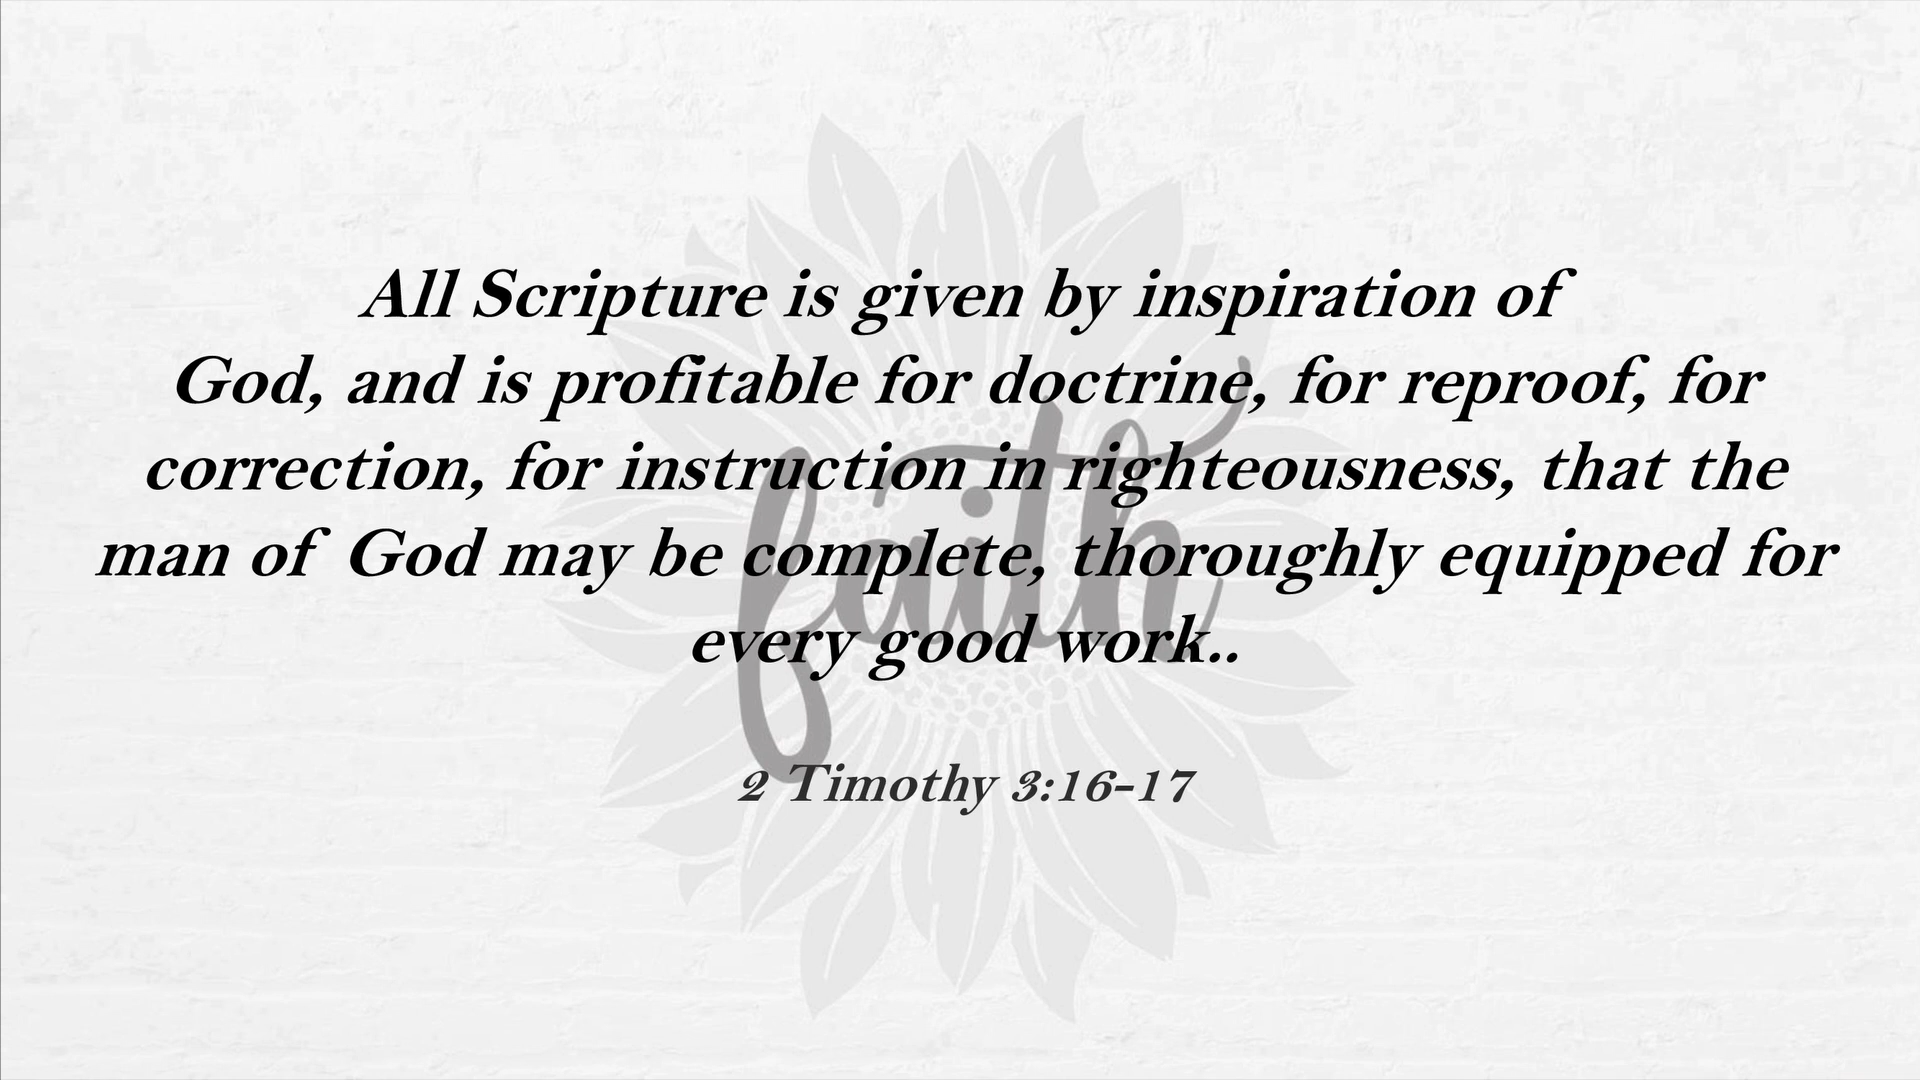 All Scripture is given by inspiration of
God, and is profitable for doctrine, for reproof, for
correction, for instruction in righteousness, that the
man of God may be complete, thoroughly equipped for
every good work..
faith
2 Timothy 3:16-17